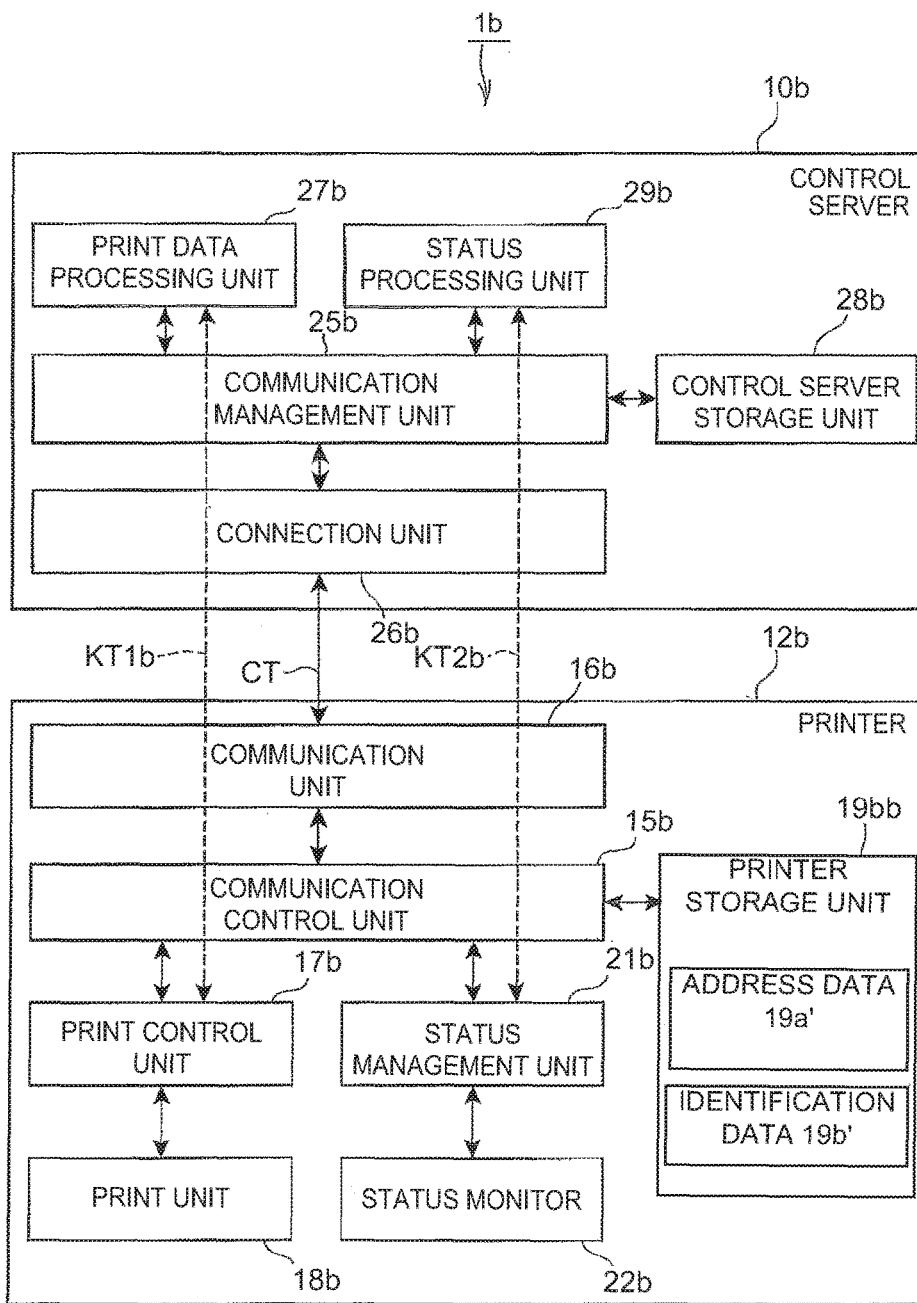 1b
10b
CONTROL
SERVER
27b
29b
PRINT DATA
PROCESSING UNIT
STATUS
PROCESSING UNIT
25b
28b
COMMUNICATION
MANAGEMENT UNIT
CONTROL SERVER
STORAGE UNIT
CONNECTION UNIT
26b
KT1b
CT
KT2b
12b
16b
PRINTER
COMMUNICATION
UNIT
15b
19bb
COMMUNICATION
CONTROL UNIT
PRINTER
STORAGE UNIT
17b
21b
ADDRESS DATA
19a'
PRINT CONTROL
UNIT
STATUS
MANAGEMENT UNIT
IDENTIFICATION
DATA 19b'
PRINT UNIT
STATUS MONITOR
18b
22b